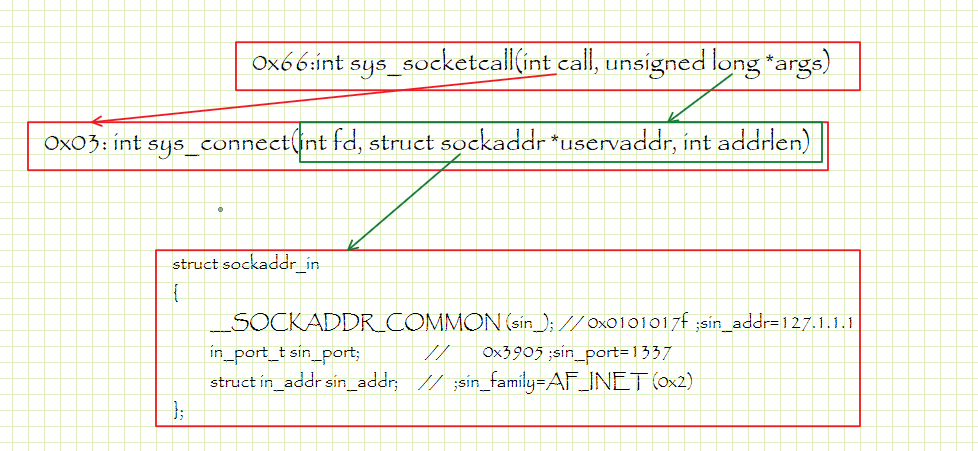 0x66:int sys_socketcall(int call, unsigned long *args)
0x03: int sys_connect(int fd, struct sockaddr *uservaddr, int addrlen)
struct sockaddr_in
{
__SOCKADDR_COMMON (sin_); // 0x0101017f ;sin_addr=127.1.1.1
in_port_t sin_port; // 0x3905 ;sin_port=1337
struct in_addr sin_addr; // ;sin_family=AF_INET (0x2)
};